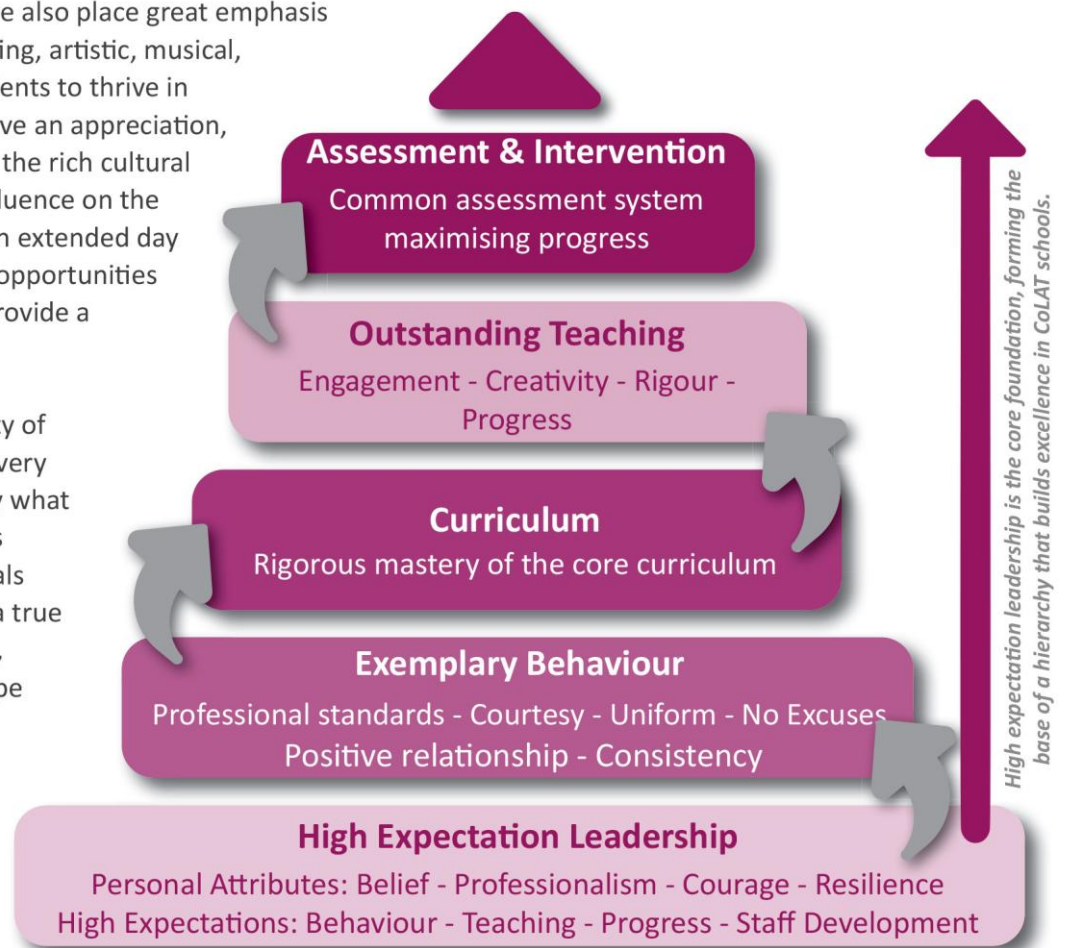 e also place great emphasis
ing, artistic, musical,
ents to thrive in
ve an appreciation,
the rich cultural
luence on the
n extended day
opportunities
rovide a
ty of
very
what
als
a true
be
Assessment & Intervention
Common assessment system
maximising progress
Outstanding Teaching
Engagement - Creativity - Rigour -
Progress
Curriculum
Rigorous mastery of the core curriculum
Exemplary Behaviour
Professional standards - Courtesy - Uniform - No Excuses
Positive relationship - Consistency
High Expectation Leadership
Personal Attributes: Belief - Professionalism - Courage - Resilience
High Expectations: Behaviour - Teaching - Progress - Staff Development
High expectation leadership is the core foundation, forming the
base of a hierarchy that builds excellence in CoLAT schools.